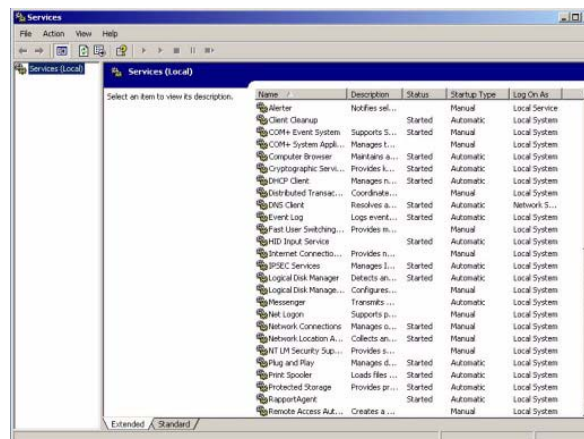 Services
File Action View Help
Services (Local)
Services (Local)
Select an item to view its description.
Name Description Status Startup Type Log On As
Alerter Notifies sel... Manual Local Service
Client Cleanup Started Automatic Local System
COM+ Event System Supports S... Started Manual Local System
COM+ System Appli... Manages t... Manual Local System
Computer Browser Maintains a... Started Automatic Local System
Cryptographic Servi... Provides k... Started Automatic Local System
DHCP Client Manages n... Started Automatic Local System
Distributed Transac... Coordinate... Manual Local System
DNS Client Resolves a... Started Automatic Network S...
Event Log Logs event... Started Automatic Local System
Fast User Switching... Provides m... Manual Local System
HID Input Service Started Automatic Local System
Internet Connectio... Provides n... Manual Local System
IPSEC Services Manages I... Started Automatic Local System
Logical Disk Manager Detects an... Started Automatic Local System
Logical Disk Manage... Configures... Manual Local System
Messenger Transmits ... Automatic Local System
Net Logon Supports p... Manual Local System
Network Connections Manages o... Started Manual Local System
Network Location A... Collects an... Started Manual Local System
NT LM Security Sup... Provides s... Manual Local System
Plug and Play Manages d... Started Automatic Local System
Print Spooler Loads files ... Started Automatic Local System
Protected Storage Provides pr... Started Automatic Local System
RapportAgent Started Automatic Local System
Remote Access Aut... Creates a ... Manual Local System
Extended Standard